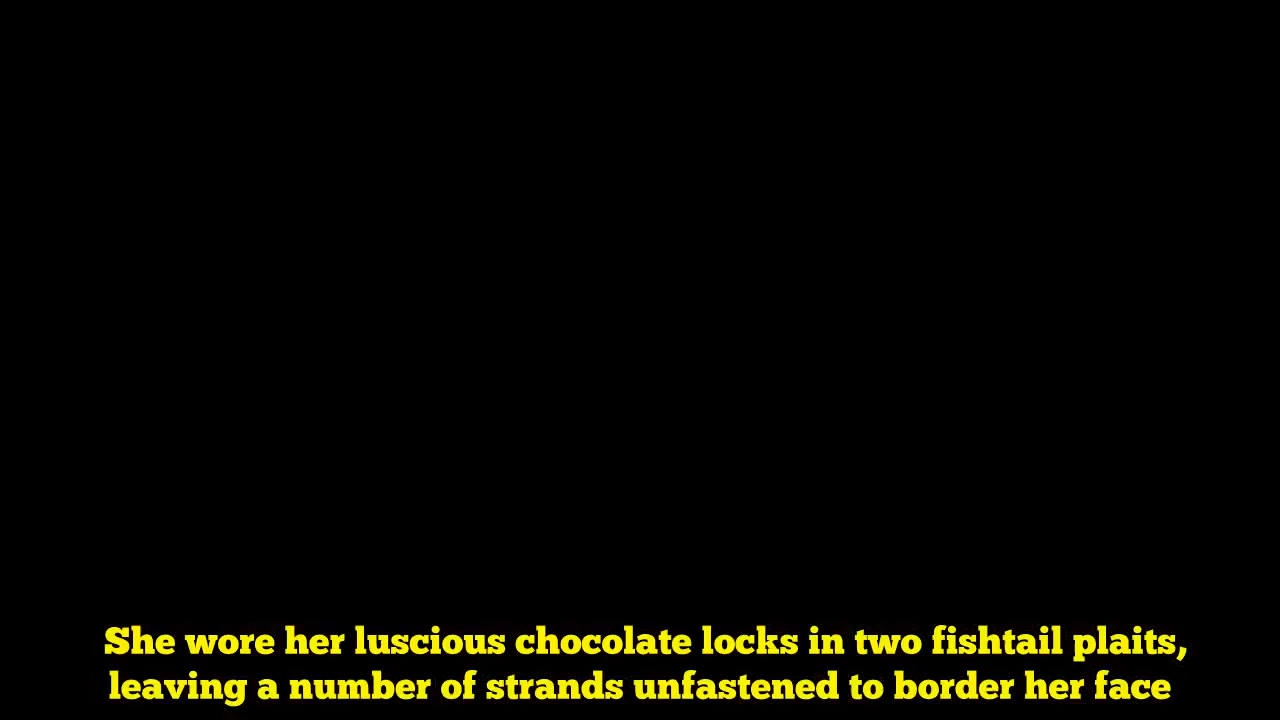 She wore her luscious chocolate locks in two fishtail plaits,
leaving a number of strands unfastened to border her face